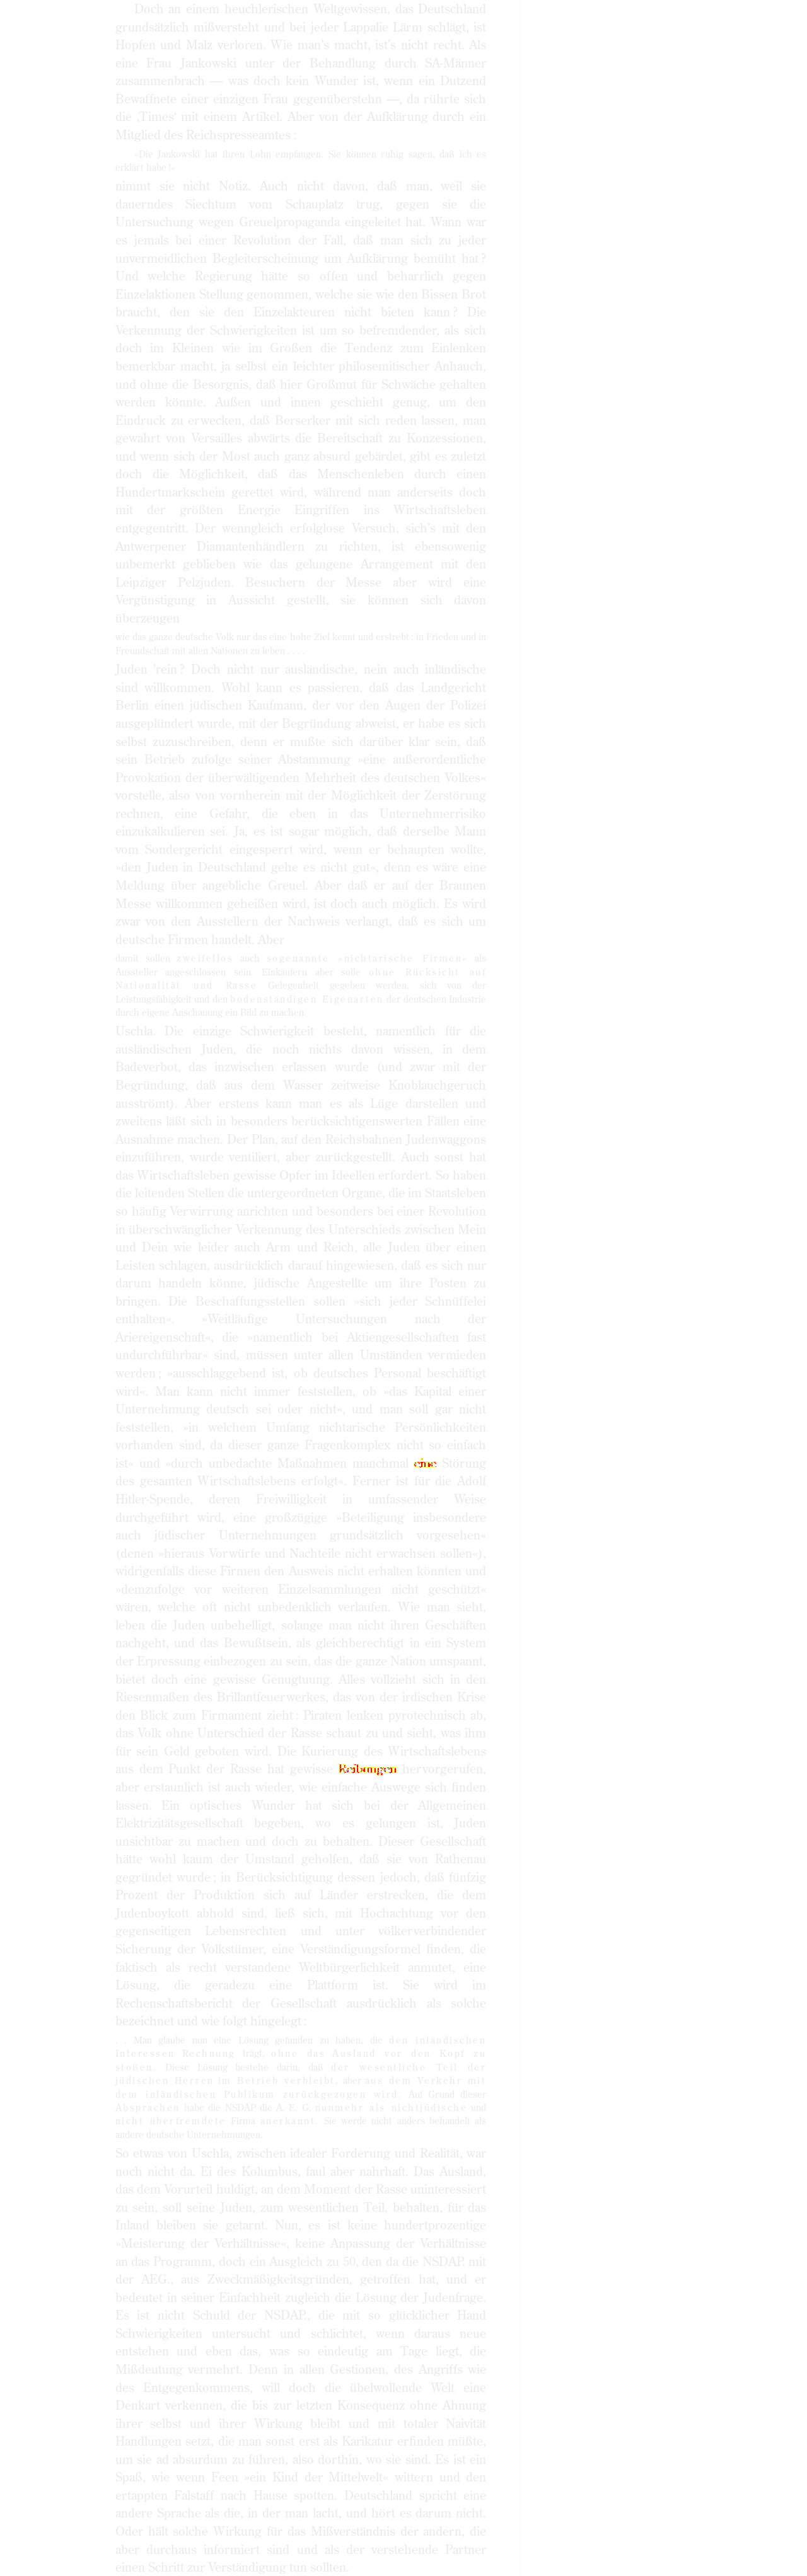 Doch an einem heuchlerischen Weltgewissen, das Deutschland
grundsätzlich mißversteht und bei jeder Lappalie Lärm schlägt, ist
Hopfen und Malz verloren. Wie man's macht, ist's nicht recht. Als
eine Frau Jankowski unter der Behandlung durch SA-Männer
zusammenbrach — was doch kein Wunder ist, wenn ein Dutzend
Bewaffnete einer einzigen Frau gegenüberstehn —, da rührte sich
die ‚Times‘ mit einem Artikel. Aber von der Aufklärung durch ein
Mitglied des Reichspresseamtes :
»Die Jankowski hat ihren Lohn empfangen. Sie können ruhig sagen, daß ich es
erklärt habe !«
nimmt sie nicht Notiz. Auch nicht davon, daß man, weil sie
dauerndes Siechtum vom Schauplatz trug, gegen sie die
Untersuchung wegen Greuelpropaganda eingeleitet hat. Wann war
es jemals bei einer Revolution der Fall, daß man sich zu jeder
unvermeidlichen Begleiterscheinung um Aufklärung bemüht hat ?
Und welche Regierung hätte so offen und beharrlich gegen
Einzelaktionen Stellung genommen, welche sie wie den Bissen Brot
braucht, den sie den Einzelakteuren nicht bieten kann ? Die
Verkennung der Schwierigkeiten ist um so befremdender, als sich
doch im Kleinen wie im Großen die Tendenz zum Einlenken
bemerkbar macht, ja selbst ein leichter philosemitischer Anhauch,
und ohne die Besorgnis, daß hier Großmut für Schwäche gehalten
werden könnte. Außen und innen geschieht genug, um den
Eindruck zu erwecken, daß Berserker mit sich reden lassen, man
gewahrt von Versailles abwärts die Bereitschaft zu Konzessionen,
und wenn sich der Most auch ganz absurd gebärdet, gibt es zuletzt
doch die Möglichkeit, daß das Menschenleben durch einen
Hundertmarkschein gerettet wird, während man anderseits doch
mit der größten Energie Eingriffen ins Wirtschaftsleben
entgegentritt. Der wenngleich erfolglose Versuch, sich's mit den
Antwerpener Diamantenhändlern zu richten, ist ebensowenig
unbemerkt geblieben wie das gelungene Arrangement mit den
Leipziger Pelzjuden. Besuchern der Messe aber wird eine
Vergünstigung in Aussicht gestellt, sie können sich davon
überzeugen
wie das ganze deutsche Volk nur das eine hohe Ziel kennt und erstrebt : in Frieden und in
Freundschaft mit allen Nationen zu leben . . . .
Juden 'rein ? Doch nicht nur ausländische, nein auch inländische
sind willkommen. Wohl kann es passieren, daß das Landgericht
Berlin einen jüdischen Kaufmann, der vor den Augen der Polizei
ausgeplündert wurde, mit der Begründung abweist, er habe es sich
selbst zuzuschreiben, denn er mußte sich darüber klar sein, daß
sein Betrieb zufolge seiner Abstammung »eine außerordentliche
Provokation der überwältigenden Mehrheit des deutschen Volkes«
vorstelle, also von vornherein mit der Möglichkeit der Zerstörung
rechnen, eine Gefahr, die eben in das Unternehmerrisiko
einzukalkulieren sei. Ja, es ist sogar möglich, daß derselbe Mann
vom Sondergericht eingesperrt wird, wenn er behaupten wollte,
»den Juden in Deutschland gehe es nicht gut«, denn es wäre eine
Meldung über angebliche Greuel. Aber daß er auf der Braunen
Messe willkommen geheißen wird, ist doch auch möglich. Es wird
zwar von den Ausstellern der Nachweis verlangt, daß es sich um
deutsche Firmen handelt. Aber
damit sollen zweifellos auch sogenannte »nichtarische Firmen« als
Aussteller angeschlossen sein. Einkäufern aber solle ohne Rücksicht auf
Nationalität und Rasse Gelegenheit gegeben werden, sich von der
Leistungsfähigkeit und den bodenständigen Eigenarten der deutschen Industrie
durch eigene Anschauung ein Bild zu machen.
Uschla. Die einzige Schwierigkeit besteht, namentlich für die
ausländischen Juden, die noch nichts davon wissen, in dem
Badeverbot, das inzwischen erlassen wurde (und zwar mit der
Begründung, daß aus dem Wasser zeitweise Knoblauchgeruch
ausströmt). Aber erstens kann man es als Lüge darstellen und
zweitens läßt sich in besonders berücksichtigenswerten Fällen eine
Ausnahme machen. Der Plan, auf den Reichsbahnen Judenwaggons
einzuführen, wurde ventiliert, aber zurückgestellt. Auch sonst hat
das Wirtschaftsleben gewisse Opfer im Ideellen erfordert. So haben
die leitenden Stellen die untergeordneten Organe, die im Staatsleben
so häufig Verwirrung anrichten und besonders bei einer Revolution
in überschwänglicher Verkennung des Unterschieds zwischen Mein
und Dein wie leider auch Arm und Reich, alle Juden über einen
Leisten schlagen, ausdrücklich darauf hingewiesen, daß es sich nur
darum handeln könne, jüdische Angestellte um ihre Posten zu
bringen. Die Beschaffungsstellen sollen »sich jeder Schnüffelei
enthalten«. »Weitläufige Untersuchungen nach der
Ariereigenschaft«, die »namentlich bei Aktiengesellschaften fast
undurchführbar« sind, müssen unter allen Umständen vermieden
werden ; »ausschlaggebend ist, ob deutsches Personal beschäftigt
wird«. Man kann nicht immer feststellen, ob »das Kapital einer
Unternehmung deutsch sei oder nicht«, und man soll gar nicht
feststellen, »in welchem Umfang nichtarische Persönlichkeiten
vorhanden sind, da dieser ganze Fragenkomplex nicht so einfach
ist« und »durch unbedachte Maßnahmen manchmal eine Störung
des gesamten Wirtschaftslebens erfolgt«. Ferner ist für die Adolf
Hitler-Spende, deren Freiwilligkeit in umfassender Weise
durchgeführt wird, eine großzügige »Beteiligung insbesondere
auch jüdischer Unternehmungen grundsätzlich vorgesehen«
(denen »hieraus Vorwürfe und Nachteile nicht erwachsen sollen«),
widrigenfalls diese Firmen den Ausweis nicht erhalten könnten und
»demzufolge vor weiteren Einzelsammlungen nicht geschützt«
wären, welche oft nicht unbedenklich verlaufen. Wie man sieht,
leben die Juden unbehelligt, solange man nicht ihren Geschäften
nachgeht, und das Bewußtsein, als gleichberechtigt in ein System
der Erpressung einbezogen zu sein, das die ganze Nation umspannt,
bietet doch eine gewisse Genugtuung. Alles vollzieht sich in den
Riesenmaßen des Brillantfeuerwerkes, das von der irdischen Krise
den Blick zum Firmament zieht : Piraten lenken pyrotechnisch ab,
das Volk ohne Unterschied der Rasse schaut zu und sieht, was ihm
für sein Geld geboten wird. Die Kurierung des Wirtschaftslebens
aus dem Punkt der Rasse hat gewisse Reibungen hervorgerufen,
aber erstaunlich ist auch wieder, wie einfache Auswege sich finden
lassen. Ein optisches Wunder hat sich bei der Allgemeinen
Elektrizitätsgesellschaft begeben, wo es gelungen ist, Juden
unsichtbar zu machen und doch zu behalten. Dieser Gesellschaft
hätte wohl kaum der Umstand geholfen, daß sie von Rathenau
gegründet wurde ; in Berücksichtigung dessen jedoch, daß fünfzig
Prozent der Produktion sich auf Länder erstrecken, die dem
Judenboykott abhold sind, ließ sich, mit Hochachtung vor den
gegenseitigen Lebensrechten und unter völkerverbindender
Sicherung der Volkstümer, eine Verständigungsformel finden, die
faktisch als recht verstandene Weltbürgerlichkeit anmutet, eine
Lösung, die geradezu eine Plattform ist. Sie wird im
Rechenschaftsbericht der Gesellschaft ausdrücklich als solche
bezeichnet und wie folgt hingelegt :
Man glaube nun eine Lösung gefunden zu haben, die den inländischen
Interessen Rechnung trägt, ohne das Ausland vor den Kopf zu
stoßen. Diese Lösung bestehe darin, daß der wesentliche Teil der
jüdischen Herren im Betrieb verbleibt, aber aus dem Verkehr mit
dem inländischen Publikum zurückgezogen wird. Auf Grund dieser
Absprachen habe die NSDAP die A. E. G. nunmehr als nichtjüdische und
nicht überfremdete Firma anerkannt. Sie werde nicht anders behandelt als
andere deutsche Unternehmungen.
So etwas von Uschla, zwischen idealer Forderung und Realität, war
noch nicht da. Ei des Kolumbus, faul aber nahrhaft. Das Ausland,
das dem Vorurteil huldigt, an dem Moment der Rasse uninteressiert
zu sein, soll seine Juden, zum wesentlichen Teil, behalten, für das
Inland bleiben sie getarnt. Nun, es ist keine hundertprozentige
»Meisterung der Verhältnisse«, keine Anpassung der Verhältnisse
an das Programm, doch ein Ausgleich zu 50, den da die NSDAP. mit
der AEG., aus Zweckmäßigkeitsgründen, getroffen hat, und er
bedeutet in seiner Einfachheit zugleich die Lösung der Judenfrage.
Es ist nicht Schuld der NSDAP., die mit so glücklicher Hand
Schwierigkeiten untersucht und schlichtet, wenn daraus neue
entstehen und eben das, was so eindeutig am Tage liegt, die
Mißdeutung vermehrt. Denn in allen Gestionen, des Angriffs wie
des Entgegenkommens, will doch die übelwollende Welt eine
Denkart verkennen, die bis zur letzten Konsequenz ohne Ahnung
ihrer selbst und ihrer Wirkung bleibt und mit totaler Naivität
Handlungen setzt, die man sonst erst als Karikatur erfinden müßte,
um sie ad absurdum zu führen, also dorthin, wo sie sind. Es ist ein
Spaß, wie wenn Feen »ein Kind der Mittelwelt« wittern und den
ertappten Falstaff nach Hause spotten. Deutschland spricht eine
andere Sprache als die, in der man lacht, und hört es darum nicht.
Oder hält solche Wirkung für das Mißverständnis der andern, die
aber durchaus informiert sind und als der verstehende Partner
einen Schritt zur Verständigung tun sollten.